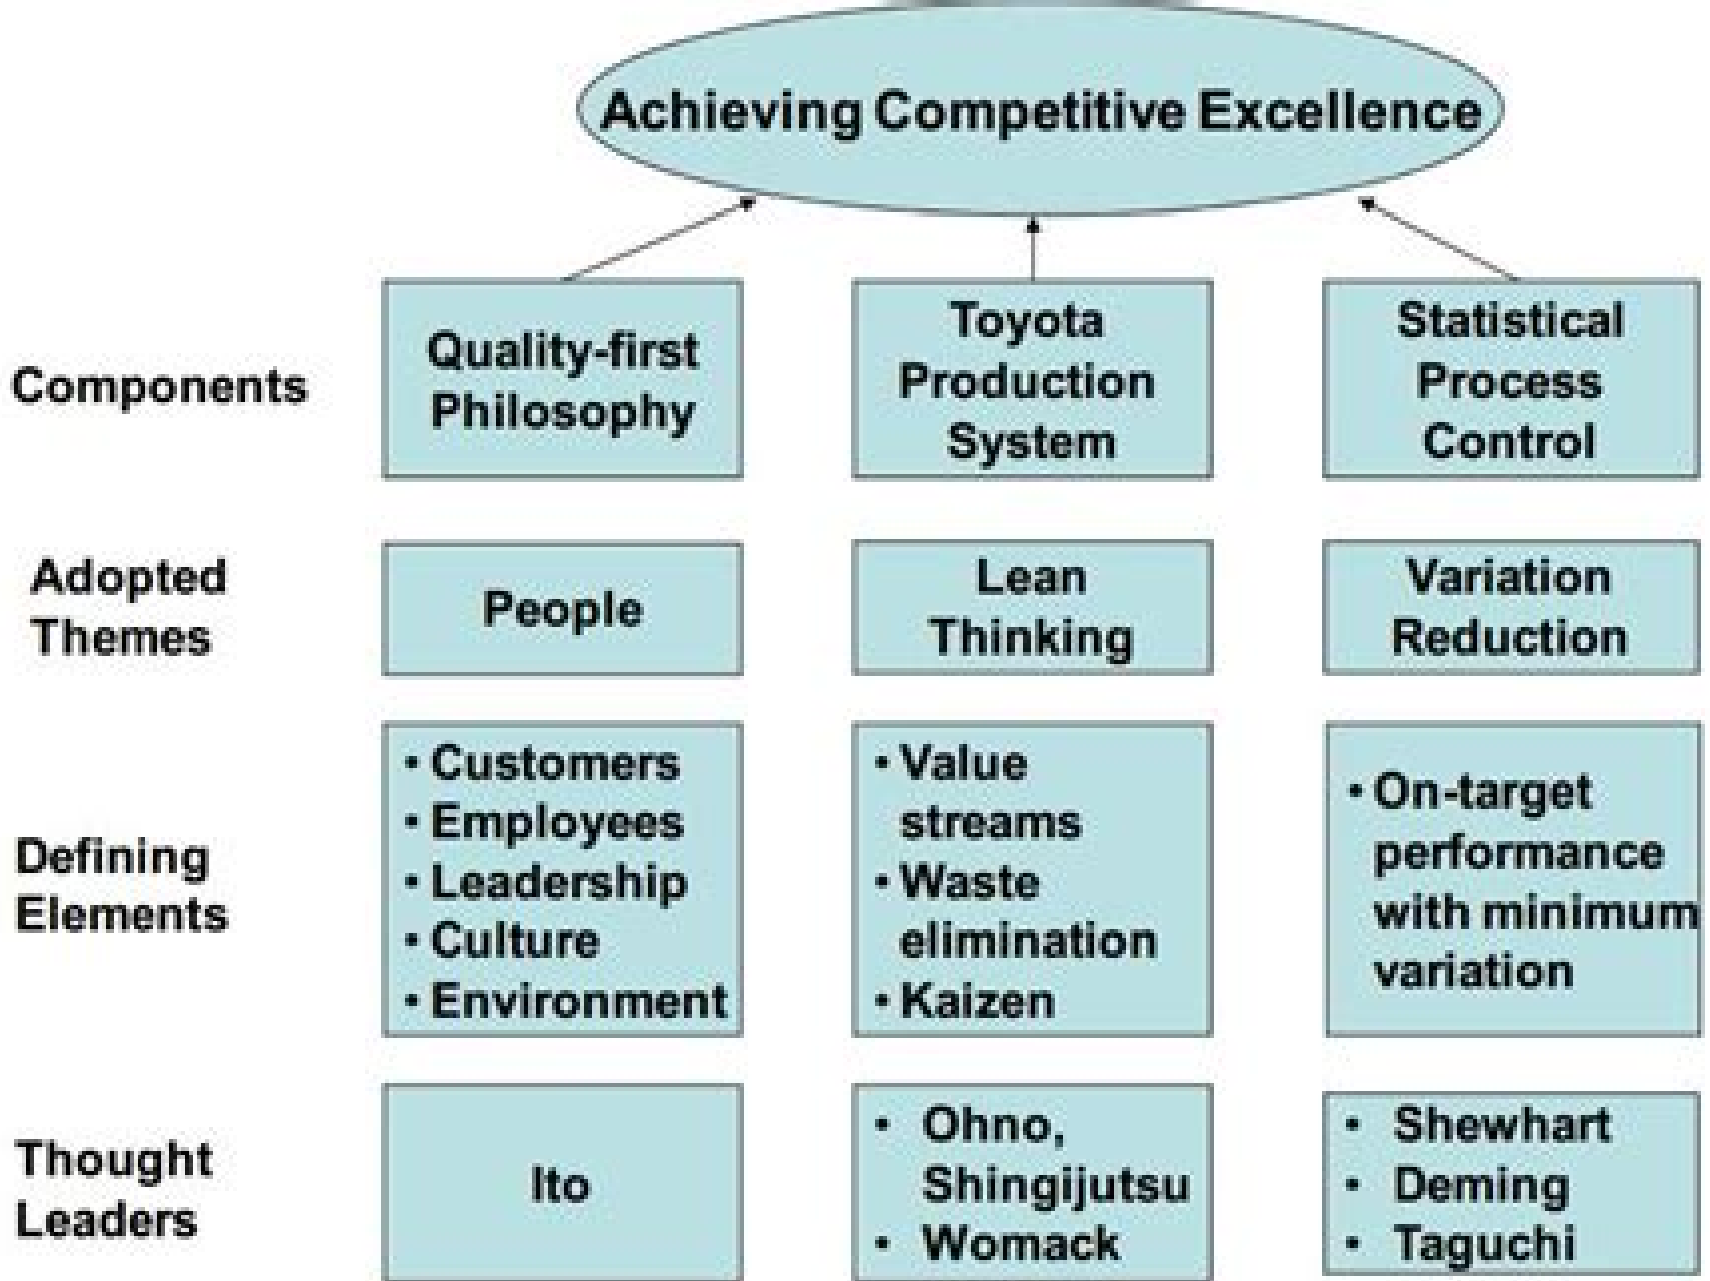 Achieving Competitive Excellence
Components
Quality-first
Philosophy
Toyota
Production
System
Statistical
Process
Control
Adopted
Themes
People
Lean
Thinking
Variation
Reduction
Defining
Elements
• Customers
• Employees
• Leadership
• Culture
• Environment
• Value
streams
• Waste
elimination
• Kaizen
• On-target
performance
with minimum
variation
Thought
Leaders
Ito
• Ohno,
Shingijutsu
• Womack
• Shewhart
• Deming
• Taguchi